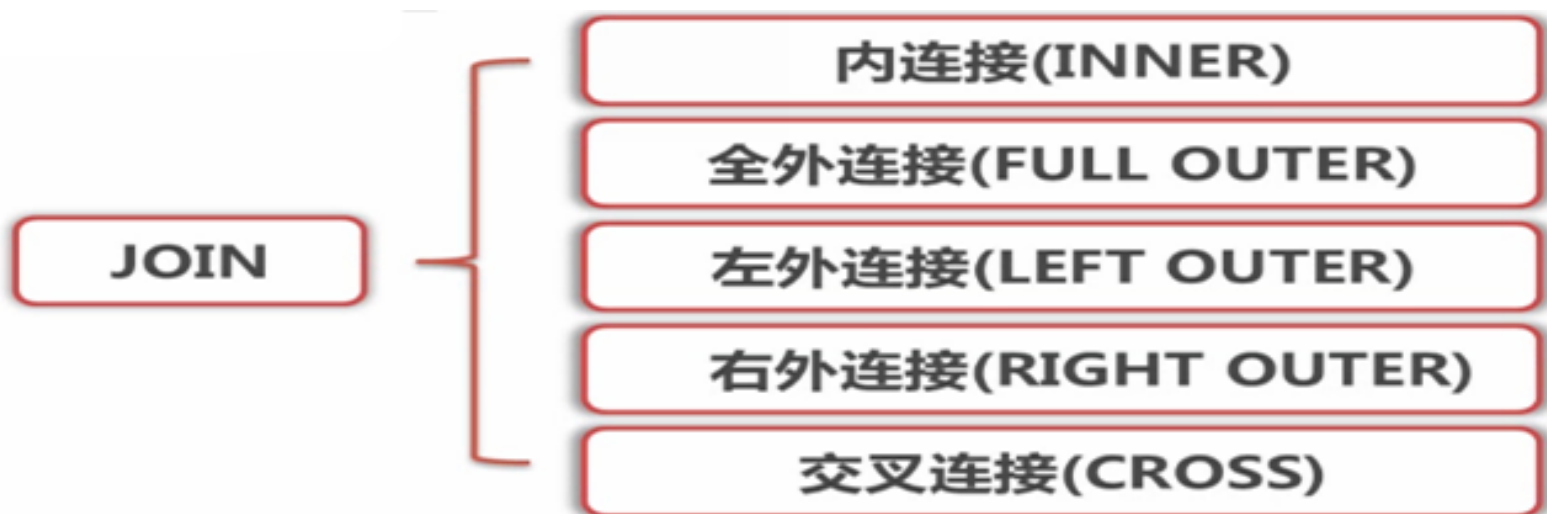 内连接(INNER)
全外连接(FULL OUTER)
JOIN
左外连接(LEFT OUTER)
右外连接(RIGHT OUTER)
交叉连接(CROSS)